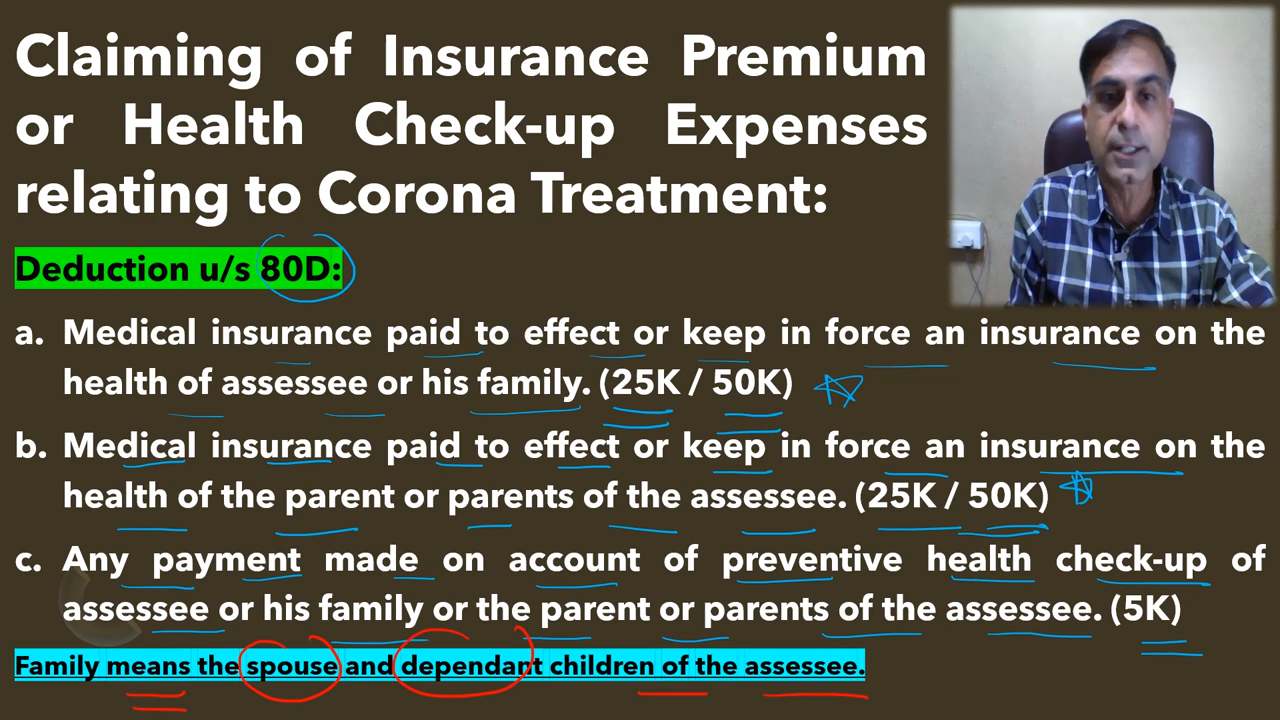 Claiming of Insurance Premium
or Health Check-up Expenses
relating to Corona Treatment:
Deduction u/s 80D:
a. Medical insurance paid to effect or keep in force an insurance on the
health of assessee or his family. (25K / 50K)
b. Medical insurance paid to effect or keep in force an insurance on the
health of the parent or parents of the assessee. (25K / 50K)
c. Any payment made on account of preventive health check-up of
assessee or his family or the parent or parents of the assessee. (5K)
Family means the spouse and dependant children of the assessee.